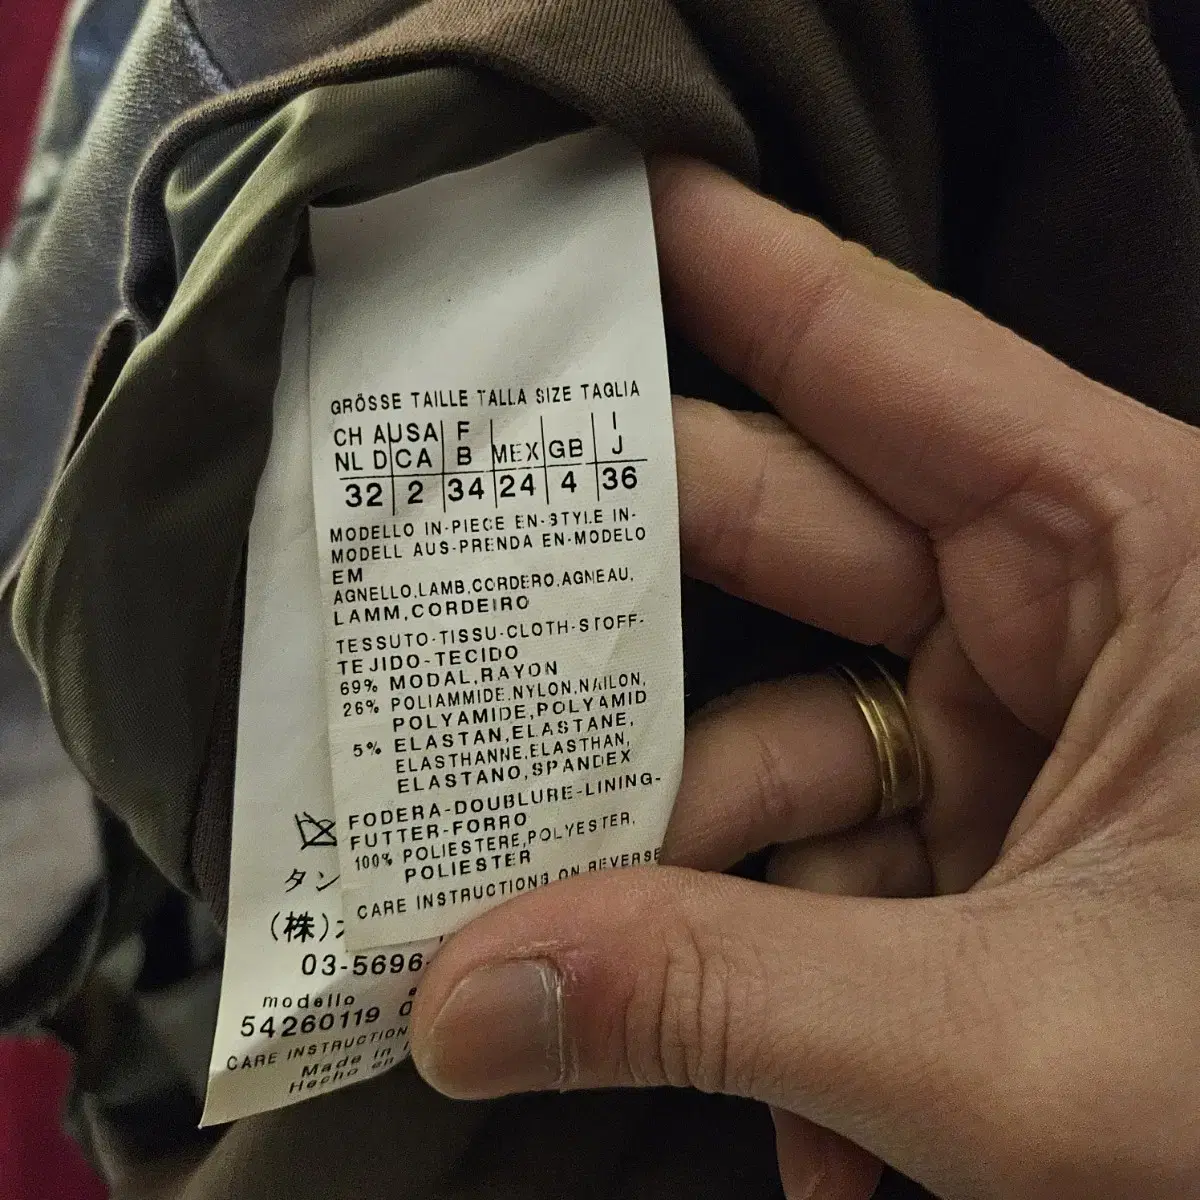 GRÖSSE TAILLE TALLA SIZE TAGLIA
CH A USA F MEX GB I
NL D CA B J
32 2 34 24 4 36
MODELLO IN-PIECE EN-STYLE IN-
MODELL AUS-PRENDA EN-MODELO
EM
AGNELLO,LAMB,CORDERO,AGNEAU,
LAMM,CORDEIRO
TESSUTO-TISSU-CLOTH-STOFF-
TEJIDO-TECIDO
69% MODAL,RAYON
26% POLIAMMIDE,NYLON,NAILON,
POLYAMIDE,POLYAMID
5% ELASTAN,ELASTANE,
ELASTHANNE,ELASTHAN,
ELASTANO,SPANDEX
FODERA-DOUBLURE-LINING-
FUTTER-FORRO
100% POLIESTERE,POLYESTER,
POLIESTER
CARE INSTRUCTIONS ON REVERSE
タン
(株)
03-5696-
modello
54260119 0
CARE INSTRUCTION
Made in
Hecho en